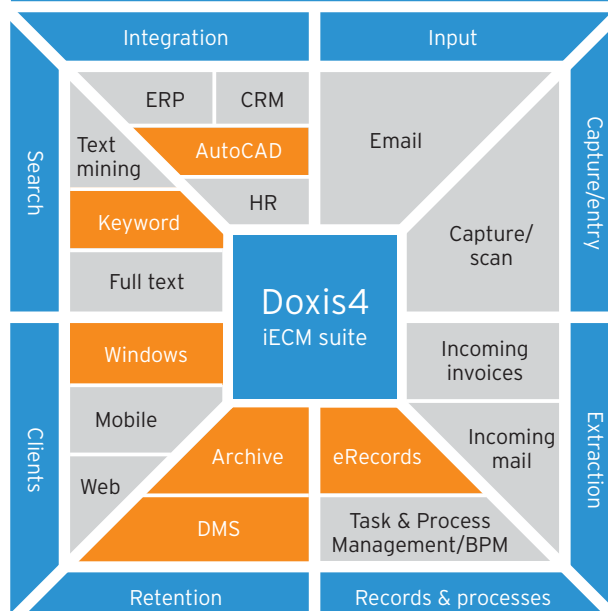 Integration
Input
ERP
CRM
AutoCAD
HR
Email
Search
Text
mining
Keyword
Full text
Capture/entry
Capture/
scan
Doxis4
iECM suite
Clients
Windows
Mobile
Web
Archive
DMS
eRecords
Task & Process
Management/BPM
Incoming
invoices
Incoming
mail
Extraction
Retention
Records & processes